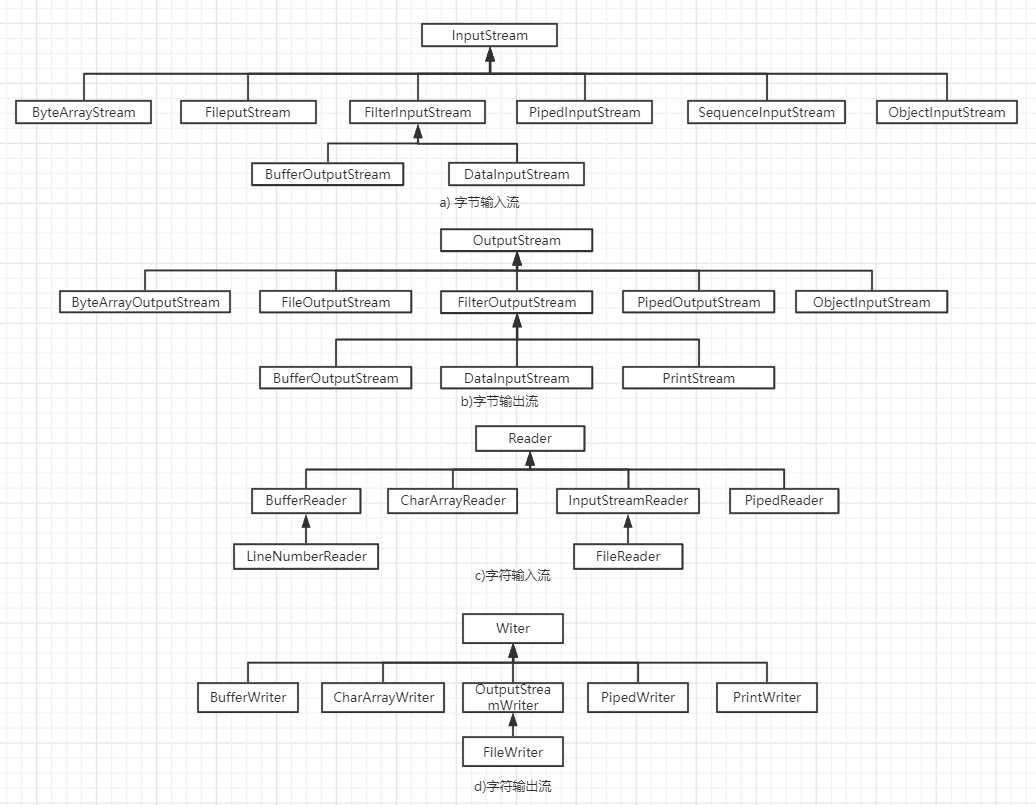 InputStream
ByteArrayStream
FileputStream
FilterInputStream
PipedInputStream
SequenceInputStream
ObjectInputStream
BufferOutputStream
DataInputStream
a) 字节输入流
OutputStream
ByteArrayOutputStream
FileOutputStream
FilterOutputStream
PipedOutputStream
ObjectInputStream
BufferOutputStream
DataInputStream
PrintStream
b)字节输出流
Reader
BufferReader
CharArrayReader
InputStreamReader
PipedReader
LineNumberReader
FileReader
c)字符输入流
Witer
BufferWriter
CharArrayWriter
OutputStrea
mWriter
PipedWriter
PrintWriter
FileWriter
d)字符输出流